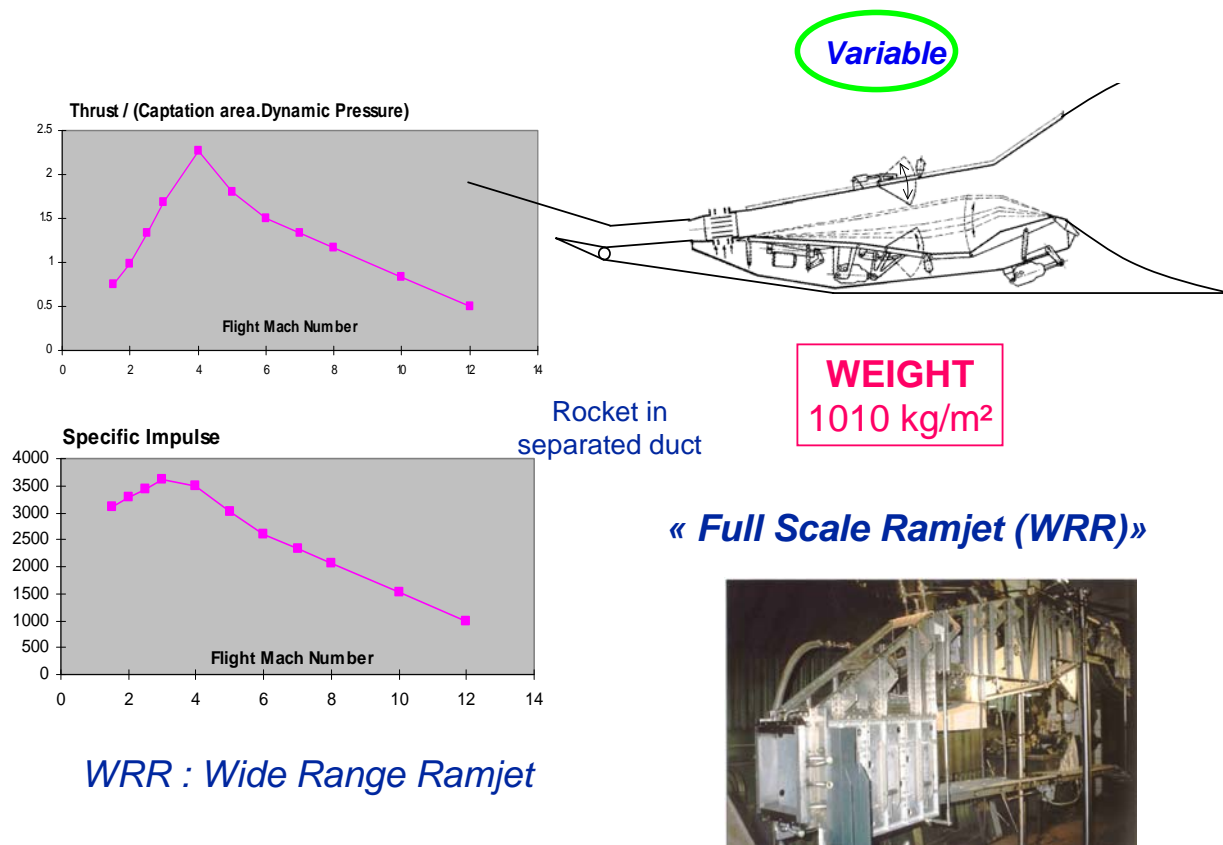 Variable
Thrust / (Captation area.Dynamic Pressure)
2.5
2
1.5
1
0.5
0
Flight Mach Number
0 2 4 6 8 10 12 14
WEIGHT
1010 kg/m²
Rocket in
separated duct
Specific Impulse
4000
3500
3000
2500
2000
1500
1000
500
0
Flight Mach Number
0 2 4 6 8 10 12 14
« Full Scale Ramjet (WRR)»
WRR : Wide Range Ramjet